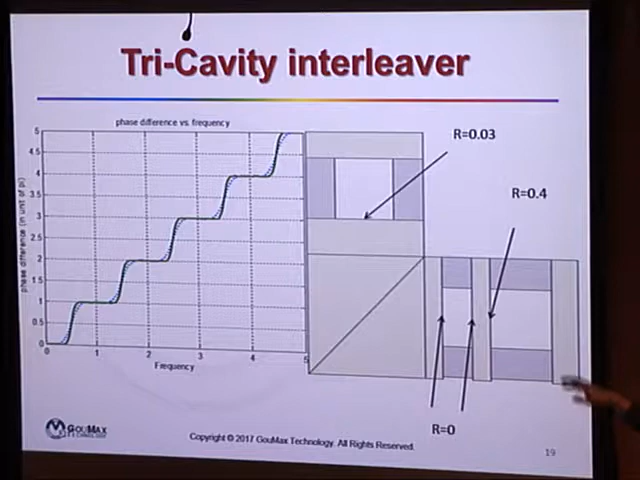 Tri-Cavity interleaver
phase difference vs. frequency
phase difference (in unit of pi)
5
4.5
4
3.5
3
2.5
2
1.5
1
0.5
0
0
1
2
3
4
5
Frequency
R=0.03
R=0.4
R=0
GOUMAX
TECHNOLOGY
Copyright © 2017 GouMax Technology. All Rights Reserved.
19